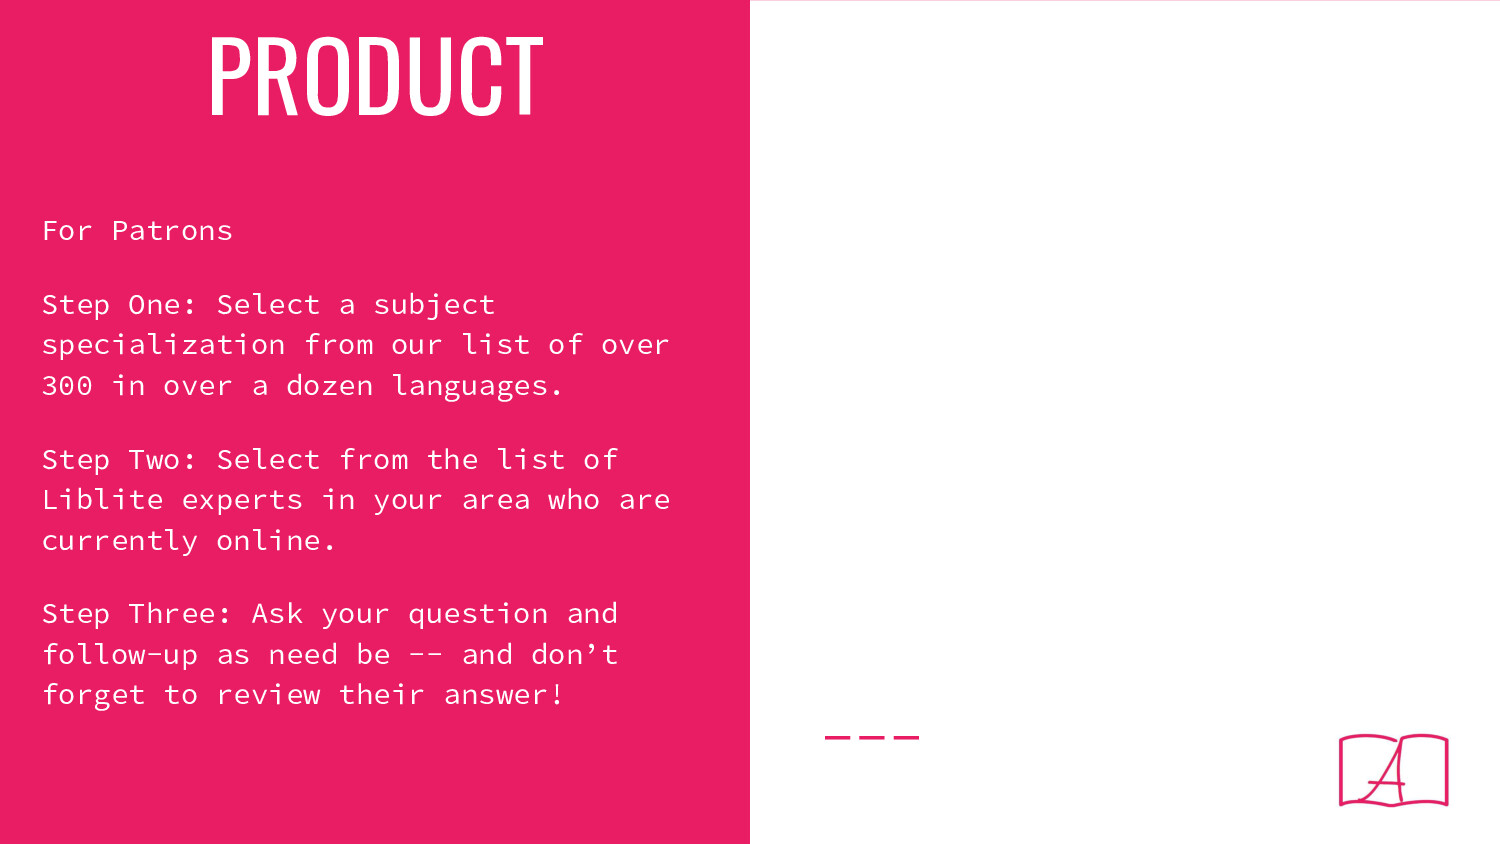 PRODUCT
For Patrons
Step One: Select a subject
specialization from our list of over
300 in over a dozen languages.
Step Two: Select from the list of
Liblite experts in your area who are
currently online.
Step Three: Ask your question and
follow-up as need be -- and don’t
forget to review their answer!
A